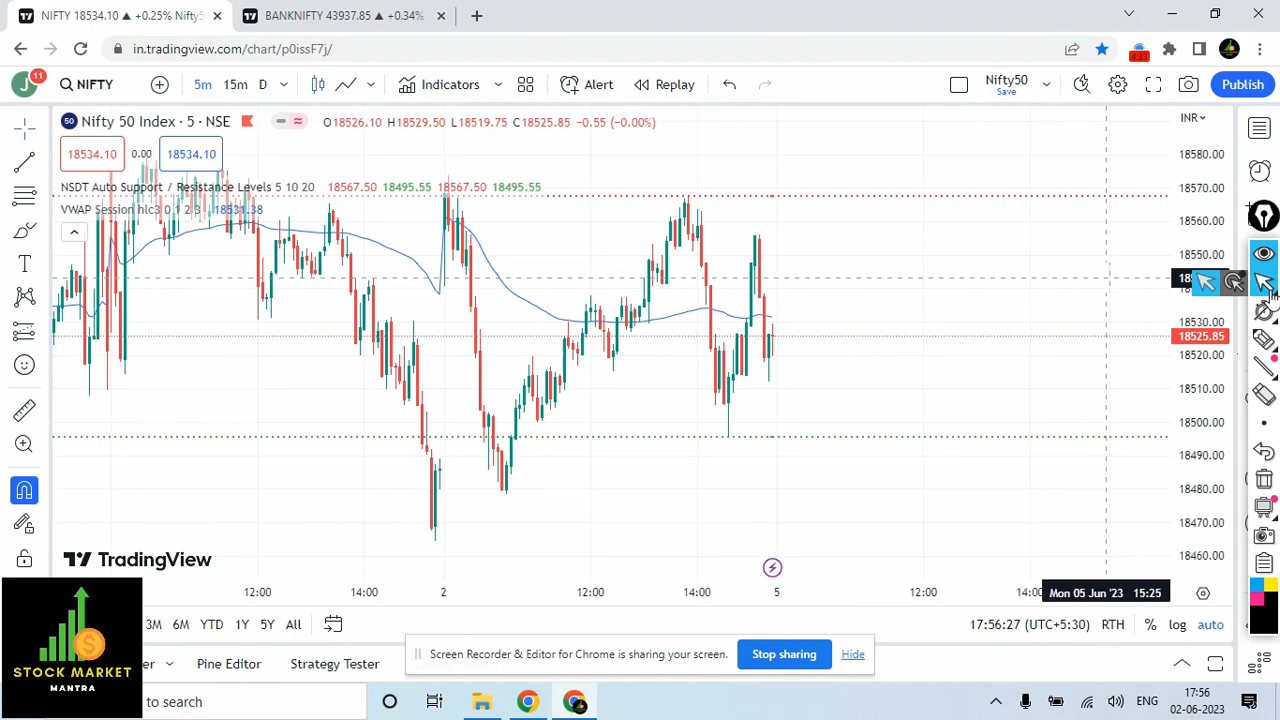 NIFTY 18534.10 ▲ +0.25% Nifty5
BANKNIFTY 43937.85 ▲ +0.34%
in.tradingview.com/chart/p0issF7j/
4:33
J 11 NIFTY 5m 15m D Indicators Alert Replay Nifty50 Save Publish
50 Nifty 50 Index · 5 · NSE O18526.10 H18529.50 L18519.75 C18525.85 −0.55 (−0.00%)
INR
18534.10 0.00 18534.10
NSDT Auto Support / Resistance Levels 5 10 20 18567.50 18495.55 18567.50 18495.55
VWAP Session hlc3 0 1 2 3 18531.38
18580.00
18570.00
18560.00
18550.00
18530.00
18525.85
18520.00
18510.00
18500.00
18490.00
18480.00
18470.00
18460.00
TradingView
12:00 14:00 2 12:00 14:00 5 12:00 14:00 Mon 05 Jun '23 15:25
3M 6M YTD 1Y 5Y All 17:56:27 (UTC+5:30) RTH % log auto
Screen Recorder & Editor for Chrome is sharing your screen. Stop sharing Hide
Pine Editor Strategy Tester
STOCK MARKET
MANTRA
to search
ENG
17:56
02-06-2023